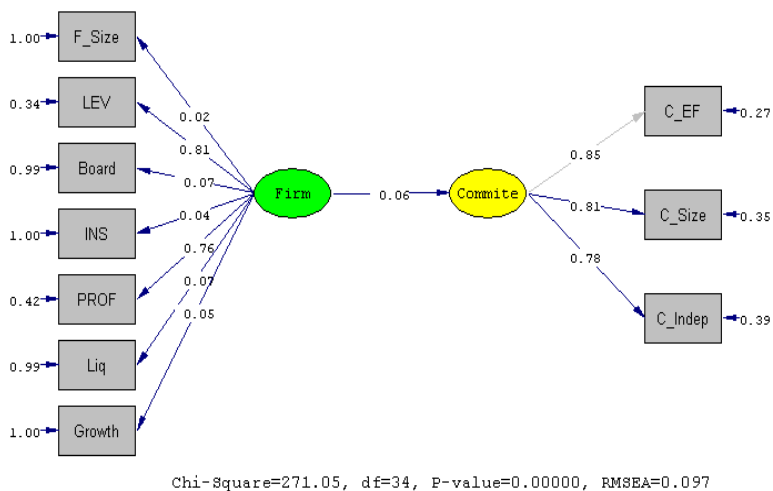 1.00 F_Size
0.34 LEV
0.99 Board
1.00 INS
0.42 PROF
0.99 Liq
1.00 Growth
0.02
0.81
0.07
0.04
0.76
0.07
0.05
Firm
0.06
Commite
0.85
0.81
0.78
C_EF 0.27
C_Size 0.35
C_Indep 0.39
Chi-Square=271.05, df=34, P-value=0.00000, RMSEA=0.097